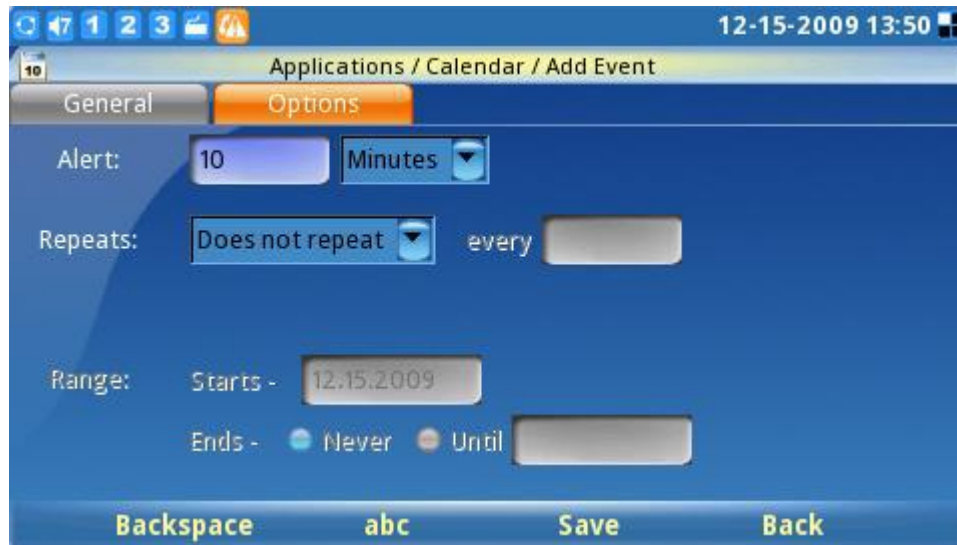 7 1 2 3 12-15-2009 13:50
10 Applications / Calendar / Add Event
General Options
Alert: 10 Minutes
Repeats: Does not repeat every
Range: Starts - 12.15.2009
Ends - Never Until
Backspace abc Save Back